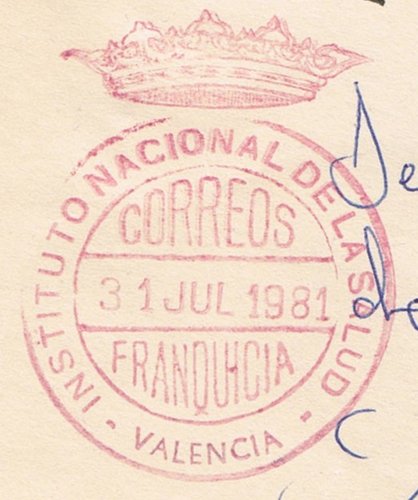 INSTITUTO NACIONAL DE LA SALUD
CORREOS
31 JUL 1981
FRANQUICIA
- VALENCIA -